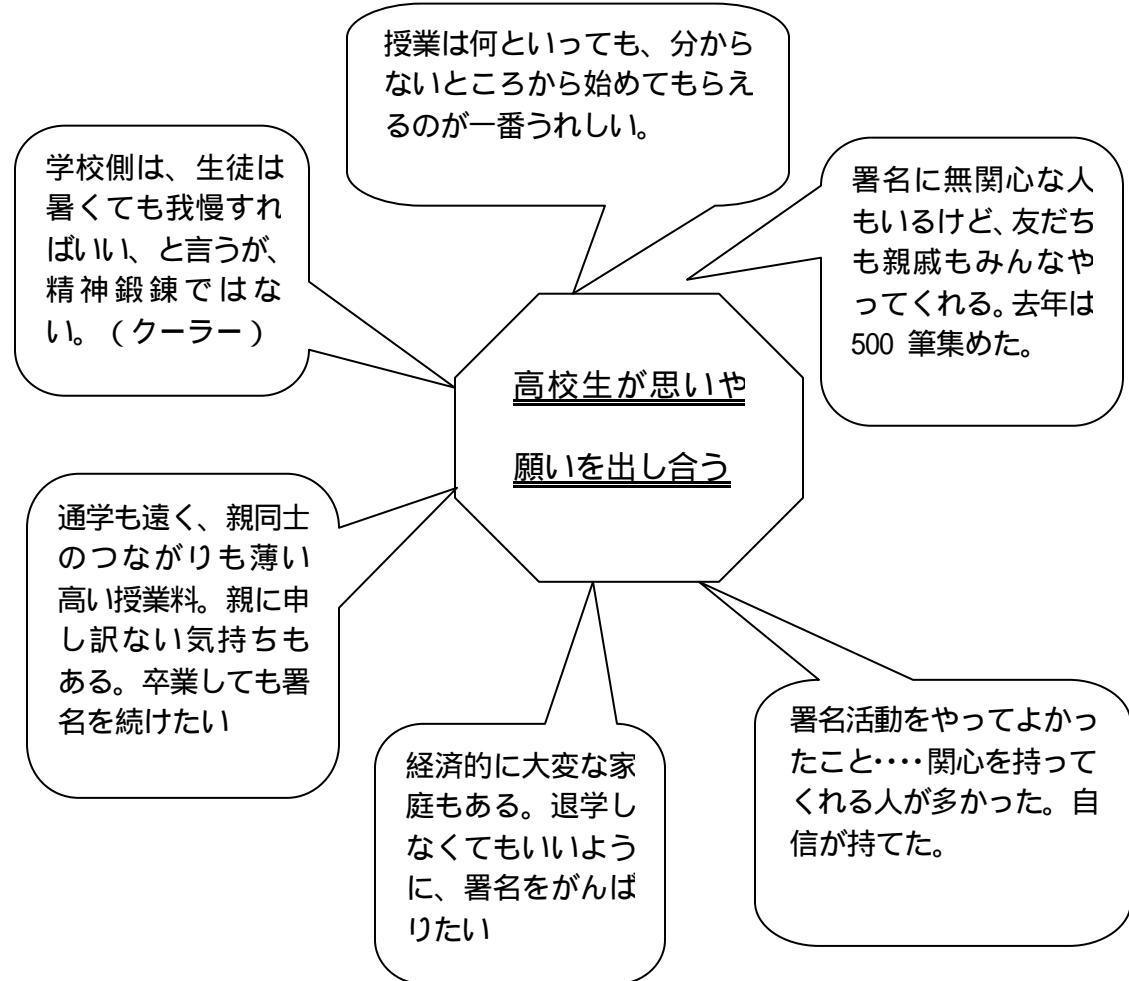 授業は何といっても、分から
ないところから始めてもらえ
るのが一番うれしい。
学校側は、生徒は
暑くても我慢すれ
ばいい、と言うが、
精神鍛錬ではな
い。（クーラー）
署名に無関心な人
もいるけど、友だち
も親戚もみんなや
ってくれる。去年は
500 筆集めた。
高校生が思いや
願いを出し合う
通学も遠く、親同士
のつながりも薄い
高い授業料。親に申
し訳ない気持ちも
ある。卒業しても署
名を続けたい
経済的に大変な家
庭もある。退学し
なくてもいいよう
に、署名をがんば
りたい
署名活動をやってよかっ
たこと‥‥関心を持って
くれる人が多かった。自
信が持てた。